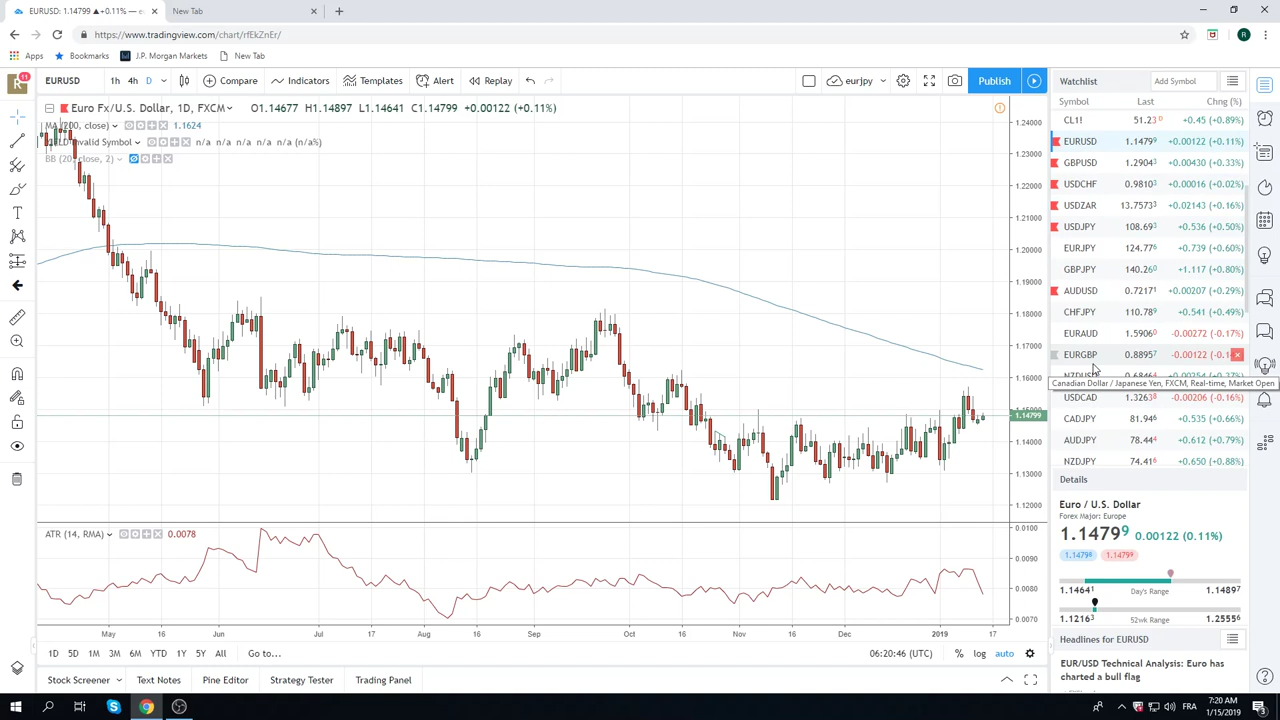 EURUSD: 1.14799 ▲+0.11% —
New Tab
https://www.tradingview.com/chart/rfEkZnEr/
R
Apps
Bookmarks
J.P. Morgan Markets
New Tab
R
11
EURUSD
1h
4h
D
Compare
Indicators
Templates
Alert
Replay
eurjpy
Publish
Euro Fx/U.S. Dollar, 1D, FXCM
O1.14677 H1.14897 L1.14641 C1.14799 +0.00122 (+0.11%)
MA (200, close)
1.1624
Invalid Symbol
n/a n/a n/a n/a n/a (n/a%)
BB (20, close, 2)
1.24000
1.23000
1.22000
1.21000
1.20000
1.19000
1.18000
1.17000
1.16000
1.15000
1.14799
1.14000
1.13000
1.12000
ATR (14, RMA)
0.0078
0.0100
0.0090
0.0080
0.0070
May 16 Jun Jul 17 Aug 16 Sep Oct 16 Nov 16 Dec 2019 17
1D 5D 1M 3M 6M YTD 1Y 5Y All Go to...
06:20:46 (UTC)
% log auto
Stock Screener
Text Notes
Pine Editor
Strategy Tester
Trading Panel
Watchlist
Add Symbol
Symbol Last Chng (%)
CL1! 51.23 D +0.45 (+0.89%)
EURUSD 1.14799 +0.00122 (+0.11%)
GBPUSD 1.29043 +0.00430 (+0.33%)
USDCHF 0.98103 +0.00016 (+0.02%)
USDZAR 13.75733 +0.02143 (+0.16%)
USDJPY 108.693 +0.536 (+0.50%)
EURJPY 124.776 +0.739 (+0.60%)
GBPJPY 140.260 +1.117 (+0.80%)
AUDUSD 0.72171 +0.00207 (+0.29%)
CHFJPY 110.789 +0.541 (+0.49%)
EURAUD 1.59060 -0.00272 (-0.17%)
EURGBP 0.88957 -0.00122 (-0.1
Canadian Dollar / Japanese Yen, FXCM, Real-time, Market Open
USDCAD 1.32638 -0.00206 (-0.16%)
CADJPY 81.946 +0.535 (+0.66%)
AUDJPY 78.444 +0.612 (+0.79%)
NZDJPY 74.416 +0.650 (+0.88%)
Details
Euro / U.S. Dollar
Forex Major: Europe
1.14799 0.00122 (0.11%)
1.14798 1.14799
1.14641 Day's Range 1.14897
1.12163 52wk Range 1.25556
Headlines for EURUSD
EUR/USD Technical Analysis: Euro has
charted a bull flag
FRA
7:20 AM
1/15/2019
3